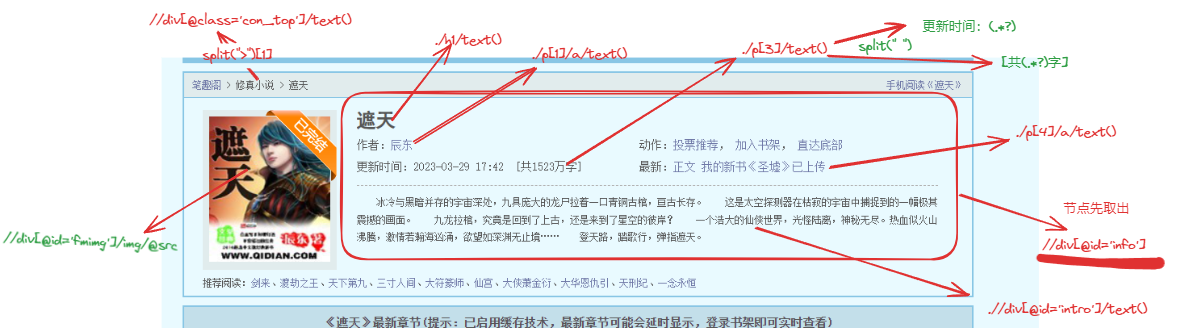 //div[@class='con_top']/text()
split(">")[1]
./h1/text()
./p[1]/a/text()
./p[3]/text()
split(" ")
更新时间：(.*?)
[共(.*?)字]
笔趣阁 > 修真小说 > 遮天
手机阅读《遮天》
遮天
已完结
遮天
作者：辰东
动作：投票推荐， 加入书架， 直达底部
./p[4]/a/text()
更新时间：2023-03-29 17:42 [共1523万字]
最新：正文 我的新书《圣墟》已上传
冰冷与黑暗并存的宇宙深处，九具庞大的龙尸拉着一口青铜古棺，亘古长存。 这是太空探测器在枯寂的宇宙中捕捉到的一幅极其
震撼的画面。 九龙拉棺，究竟是回到了上古，还是来到了星空的彼岸？ 一个浩大的仙侠世界，光怪陆离，神秘无尽。热血似火山
沸腾，激情若瀚海汹涌，欲望如深渊无止境…… 登天路，踏歌行，弹指遮天。
节点先取出
//div[@id='info']
//div[@id='fmimg']/img/@src
辰东著
WWW.QIDIAN.COM
推荐阅读：剑来、渡劫之王、天下第九、三寸人间、大符篆师、仙宫、大侠萧金衍、大华恩仇引、天刑纪、一念永恒
.//div[@id='intro']/text()
《遮天》最新章节(提示：已启用缓存技术，最新章节可能会延时显示，登录书架即可实时查看)